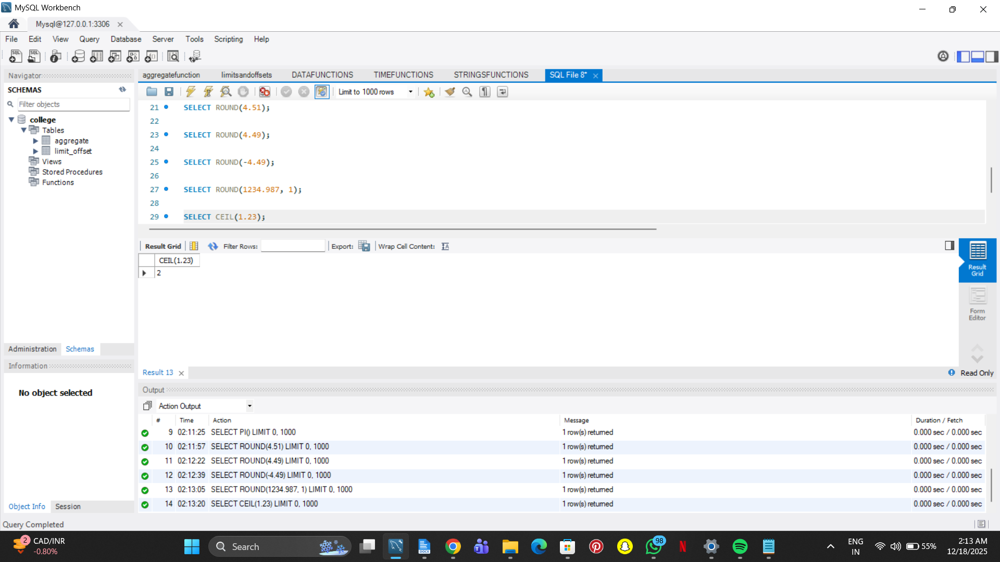 MySQL Workbench
Mysql@127.0.0.1:3306
File Edit View Query Database Server Tools Scripting Help
Navigator
SCHEMAS
Filter objects
college
Tables
aggregate
limit_offset
Views
Stored Procedures
Functions
Administration Schemas
Information
No object selected
Object Info Session
aggregatefunction limitsandoffsets DATAFUNCTIONS TIMEFUNCTIONS STRINGSFUNCTIONS SQL File 8*
Limit to 1000 rows
21 SELECT ROUND(4.51);
22
23 SELECT ROUND(4.49);
24
25 SELECT ROUND(-4.49);
26
27 SELECT ROUND(1234.987, 1);
28
29 SELECT CEIL(1.23);
Result Grid Filter Rows: Export: Wrap Cell Content:
CEIL(1.23)
2
Result Grid
Form Editor
Result 13 Read Only
Output
Action Output
# Time Action Message Duration / Fetch
9 02:11:25 SELECT PI() LIMIT 0, 1000 1 row(s) returned 0.000 sec / 0.000 sec
10 02:11:57 SELECT ROUND(4.51) LIMIT 0, 1000 1 row(s) returned 0.000 sec / 0.000 sec
11 02:12:22 SELECT ROUND(4.49) LIMIT 0, 1000 1 row(s) returned 0.000 sec / 0.000 sec
12 02:12:39 SELECT ROUND(-4.49) LIMIT 0, 1000 1 row(s) returned 0.000 sec / 0.000 sec
13 02:13:05 SELECT ROUND(1234.987, 1) LIMIT 0, 1000 1 row(s) returned 0.000 sec / 0.000 sec
14 02:13:20 SELECT CEIL(1.23) LIMIT 0, 1000 1 row(s) returned 0.000 sec / 0.000 sec
Query Completed
2 CAD/INR
-0.80%
Search
98
ENG
IN
55%
2:13 AM
12/18/2025